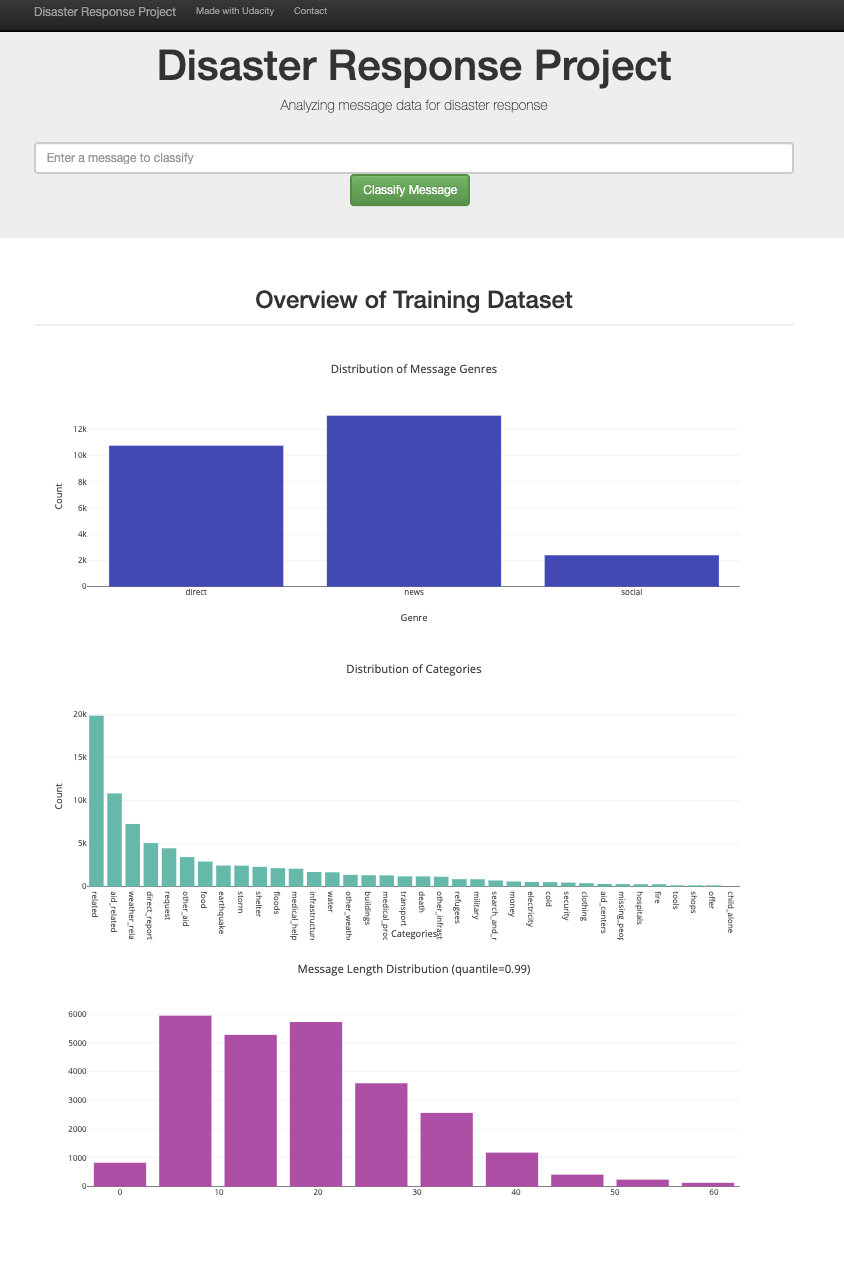 Disaster Response Project Made with Udacity Contact
Disaster Response Project
Analyzing message data for disaster response
Enter a message to classify
Classify Message
Overview of Training Dataset
Distribution of Message Genres
12k
10k
8k
6k
4k
2k
0
Count
direct news social
Genre
Distribution of Categories
20k
15k
10k
5k
0
Count
related
aid_related
weather_rela
direct_report
request
other_aid
food
earthquake
storm
shelter
floods
medical_help
infrastructur
water
other_weath
buildings
medical_prod
transport
death
other_infrast
refugees
military
search_and_r
money
electricity
cold
security
clothing
aid_centers
missing_peop
hospitals
fire
tools
shops
offer
child_alone
Categories
Message Length Distribution (quantile=0.99)
6000
5000
4000
3000
2000
1000
0
0 10 20 30 40 50 60